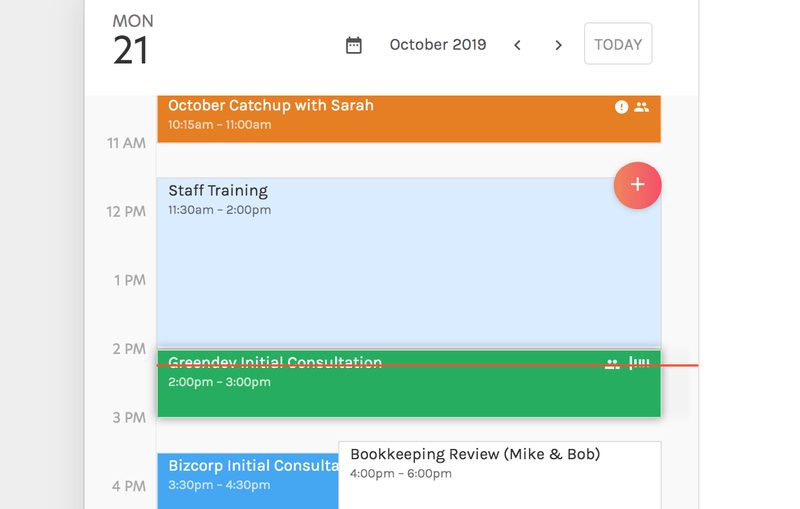 MON
21
October 2019
TODAY
October Catchup with Sarah
10:15am – 11:00am
11 AM
Staff Training
11:30am – 2:00pm
12 PM
1 PM
2 PM
Greendev Initial Consultation
2:00pm – 3:00pm
3 PM
Bizcorp Initial Consulta
3:30pm – 4:30pm
Bookkeeping Review (Mike & Bob)
4:00pm – 6:00pm
4 PM